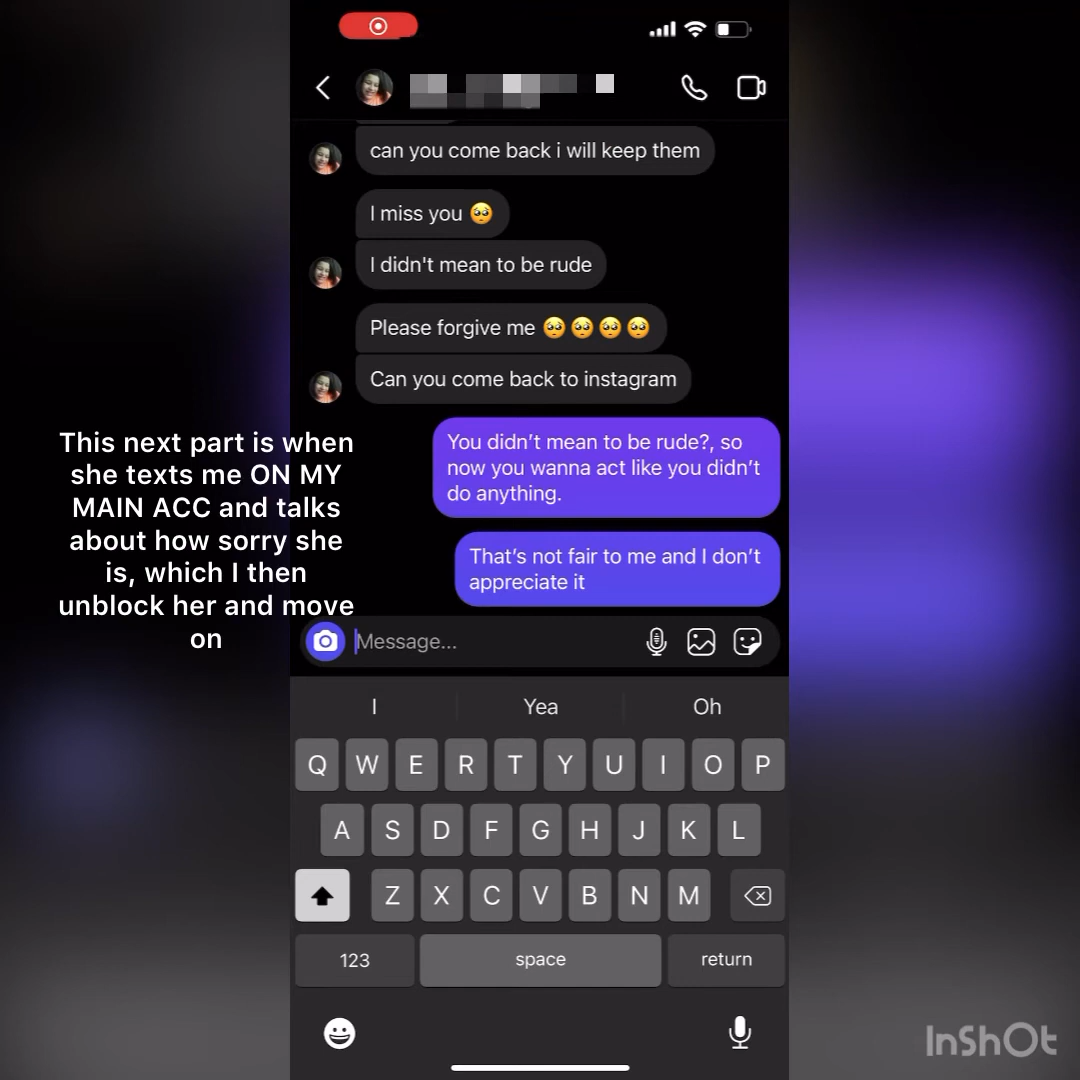 can you come back i will keep them
I miss you 🥺
I didn't mean to be rude
Please forgive me 🥺🥺🥺🥺
Can you come back to instagram
You didn’t mean to be rude?, so
now you wanna act like you didn’t
do anything.
That’s not fair to me and I don’t
appreciate it
This next part is when
she texts me ON MY
MAIN ACC and talks
about how sorry she
is, which I then
unblock her and move
on
Message...
I Yea Oh
Q W E R T Y U I O P
A S D F G H J K L
Z X C V B N M
123 space return
InShOt